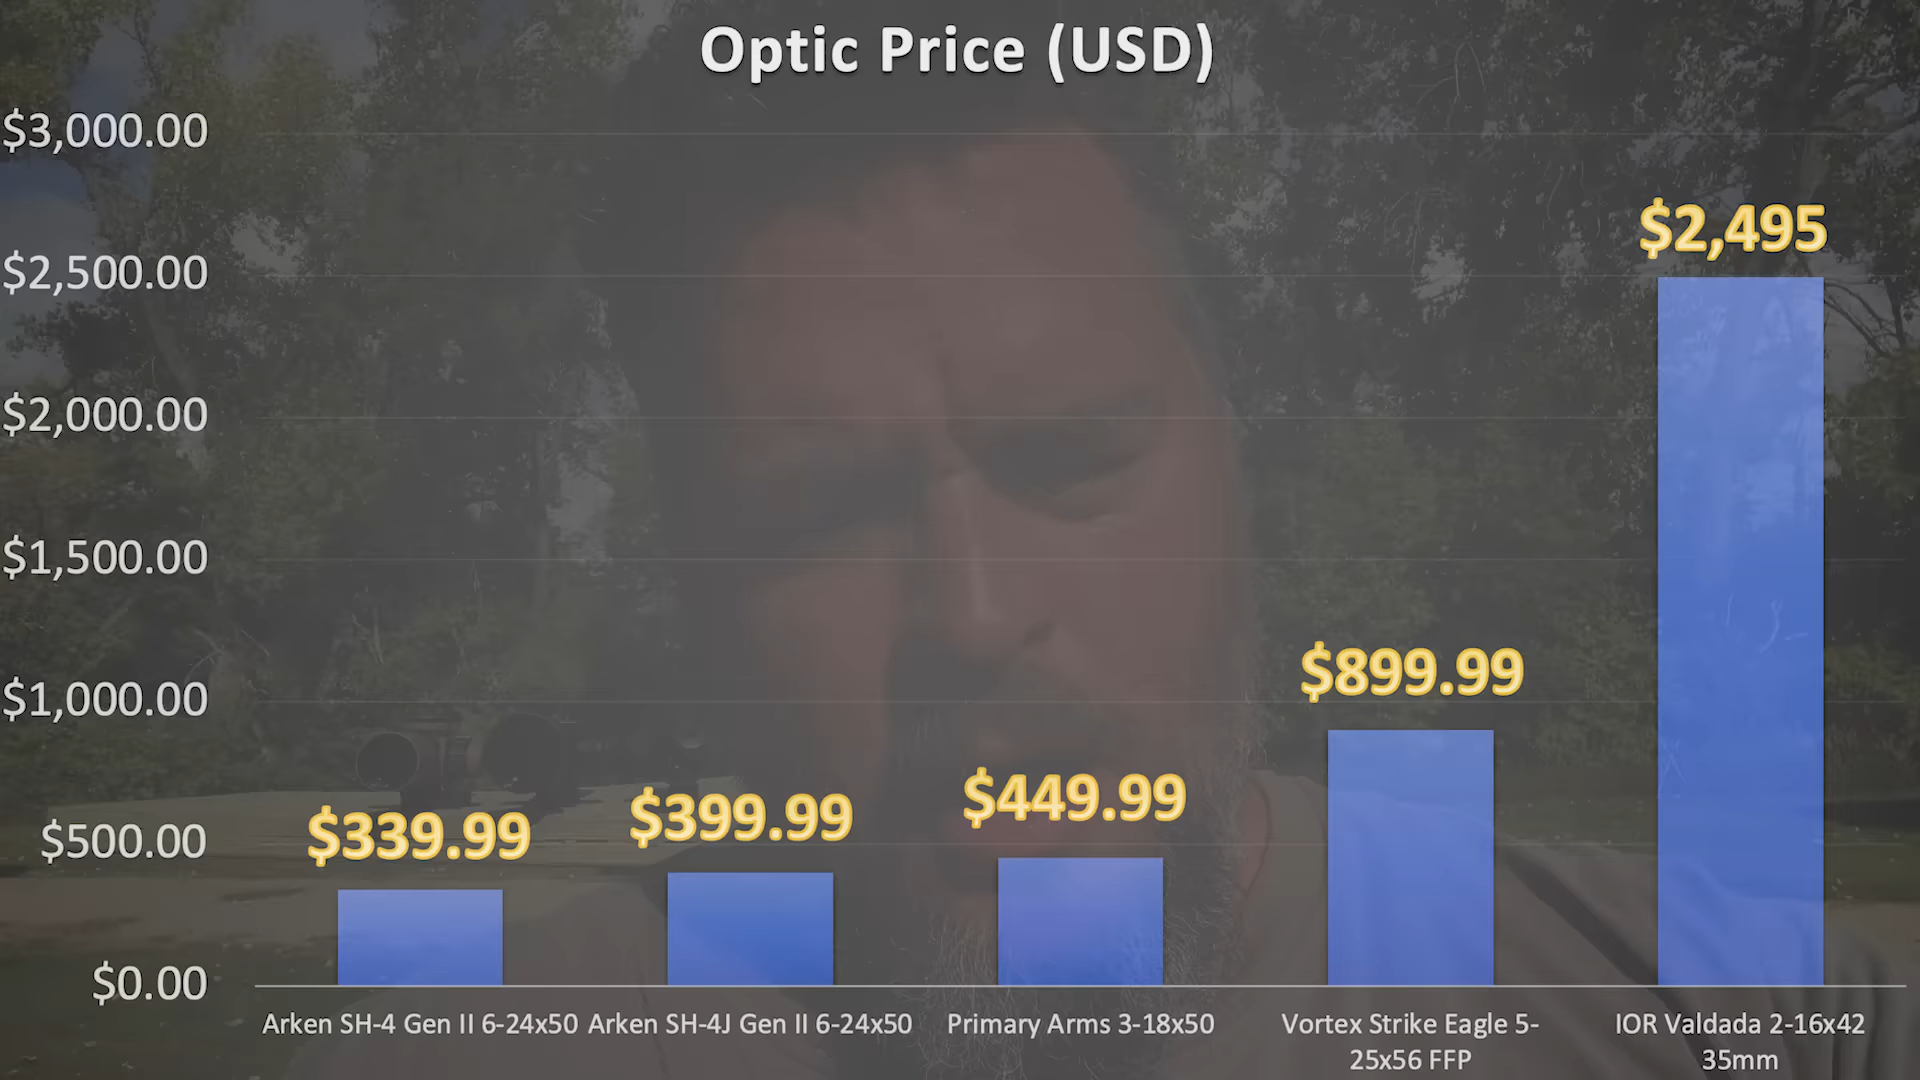 Optic Price (USD)
$3,000.00
$2,500.00
$2,000.00
$1,500.00
$1,000.00
$500.00
$0.00
$339.99
$399.99
$449.99
$899.99
$2,495
Arken SH-4 Gen II 6-24x50
Arken SH-4J Gen II 6-24x50
Primary Arms 3-18x50
Vortex Strike Eagle 5-
25x56 FFP
IOR Valdada 2-16x42
35mm